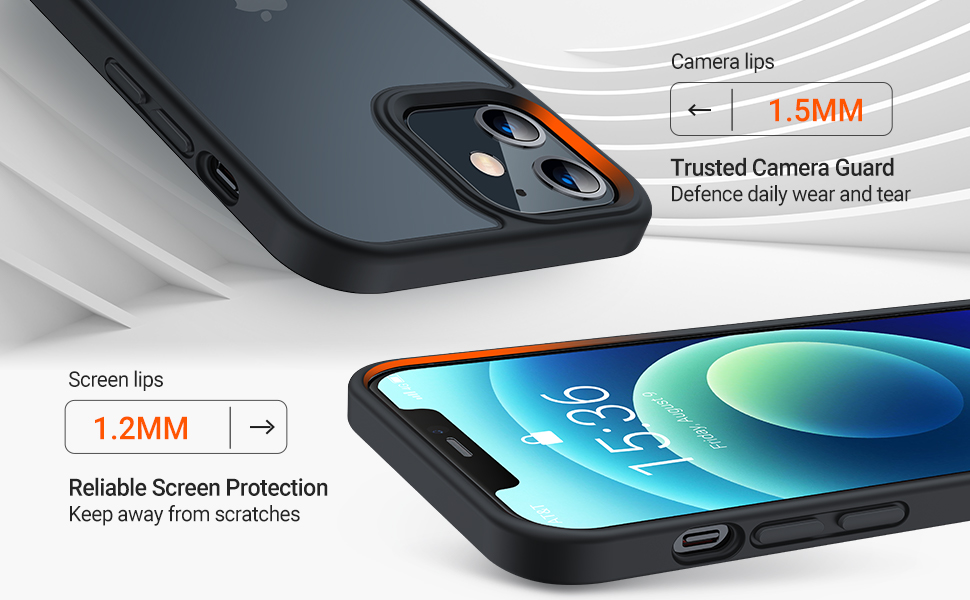 Camera lips
1.5MM
Trusted Camera Guard
Defence daily wear and tear
Screen lips
1.2MM
Reliable Screen Protection
Keep away from scratches
15:36
Friday, August 9
AT&T